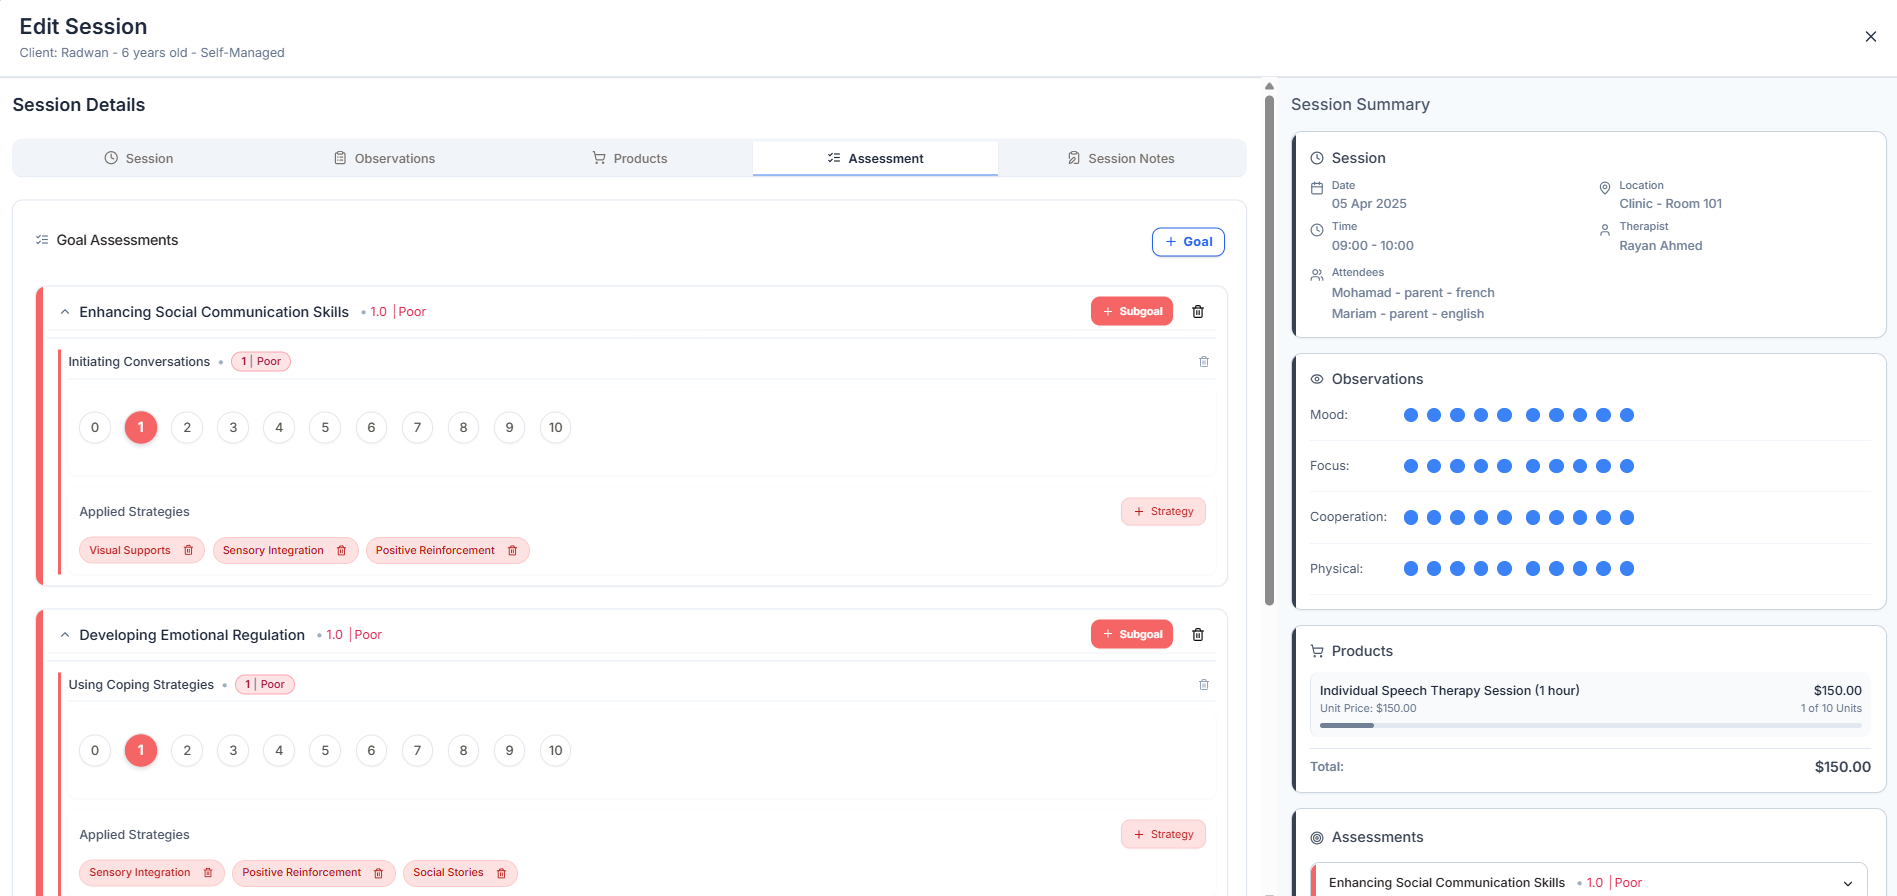 Edit Session
Client: Radwan - 6 years old - Self-Managed
Session Details
Session
Observations
Products
Assessment
Session Notes
Goal Assessments
+ Goal
Enhancing Social Communication Skills • 1.0 | Poor
+ Subgoal
Initiating Conversations • 1 | Poor
0 1 2 3 4 5 6 7 8 9 10
Applied Strategies
+ Strategy
Visual Supports
Sensory Integration
Positive Reinforcement
Developing Emotional Regulation • 1.0 | Poor
+ Subgoal
Using Coping Strategies • 1 | Poor
0 1 2 3 4 5 6 7 8 9 10
Applied Strategies
+ Strategy
Sensory Integration
Positive Reinforcement
Social Stories
Session Summary
Session
Date
05 Apr 2025
Location
Clinic - Room 101
Time
09:00 - 10:00
Therapist
Rayan Ahmed
Attendees
Mohamad - parent - french
Mariam - parent - english
Observations
Mood:
Focus:
Cooperation:
Physical:
Products
Individual Speech Therapy Session (1 hour) $150.00
Unit Price: $150.00 1 of 10 Units
Total: $150.00
Assessments
Enhancing Social Communication Skills • 1.0 | Poor